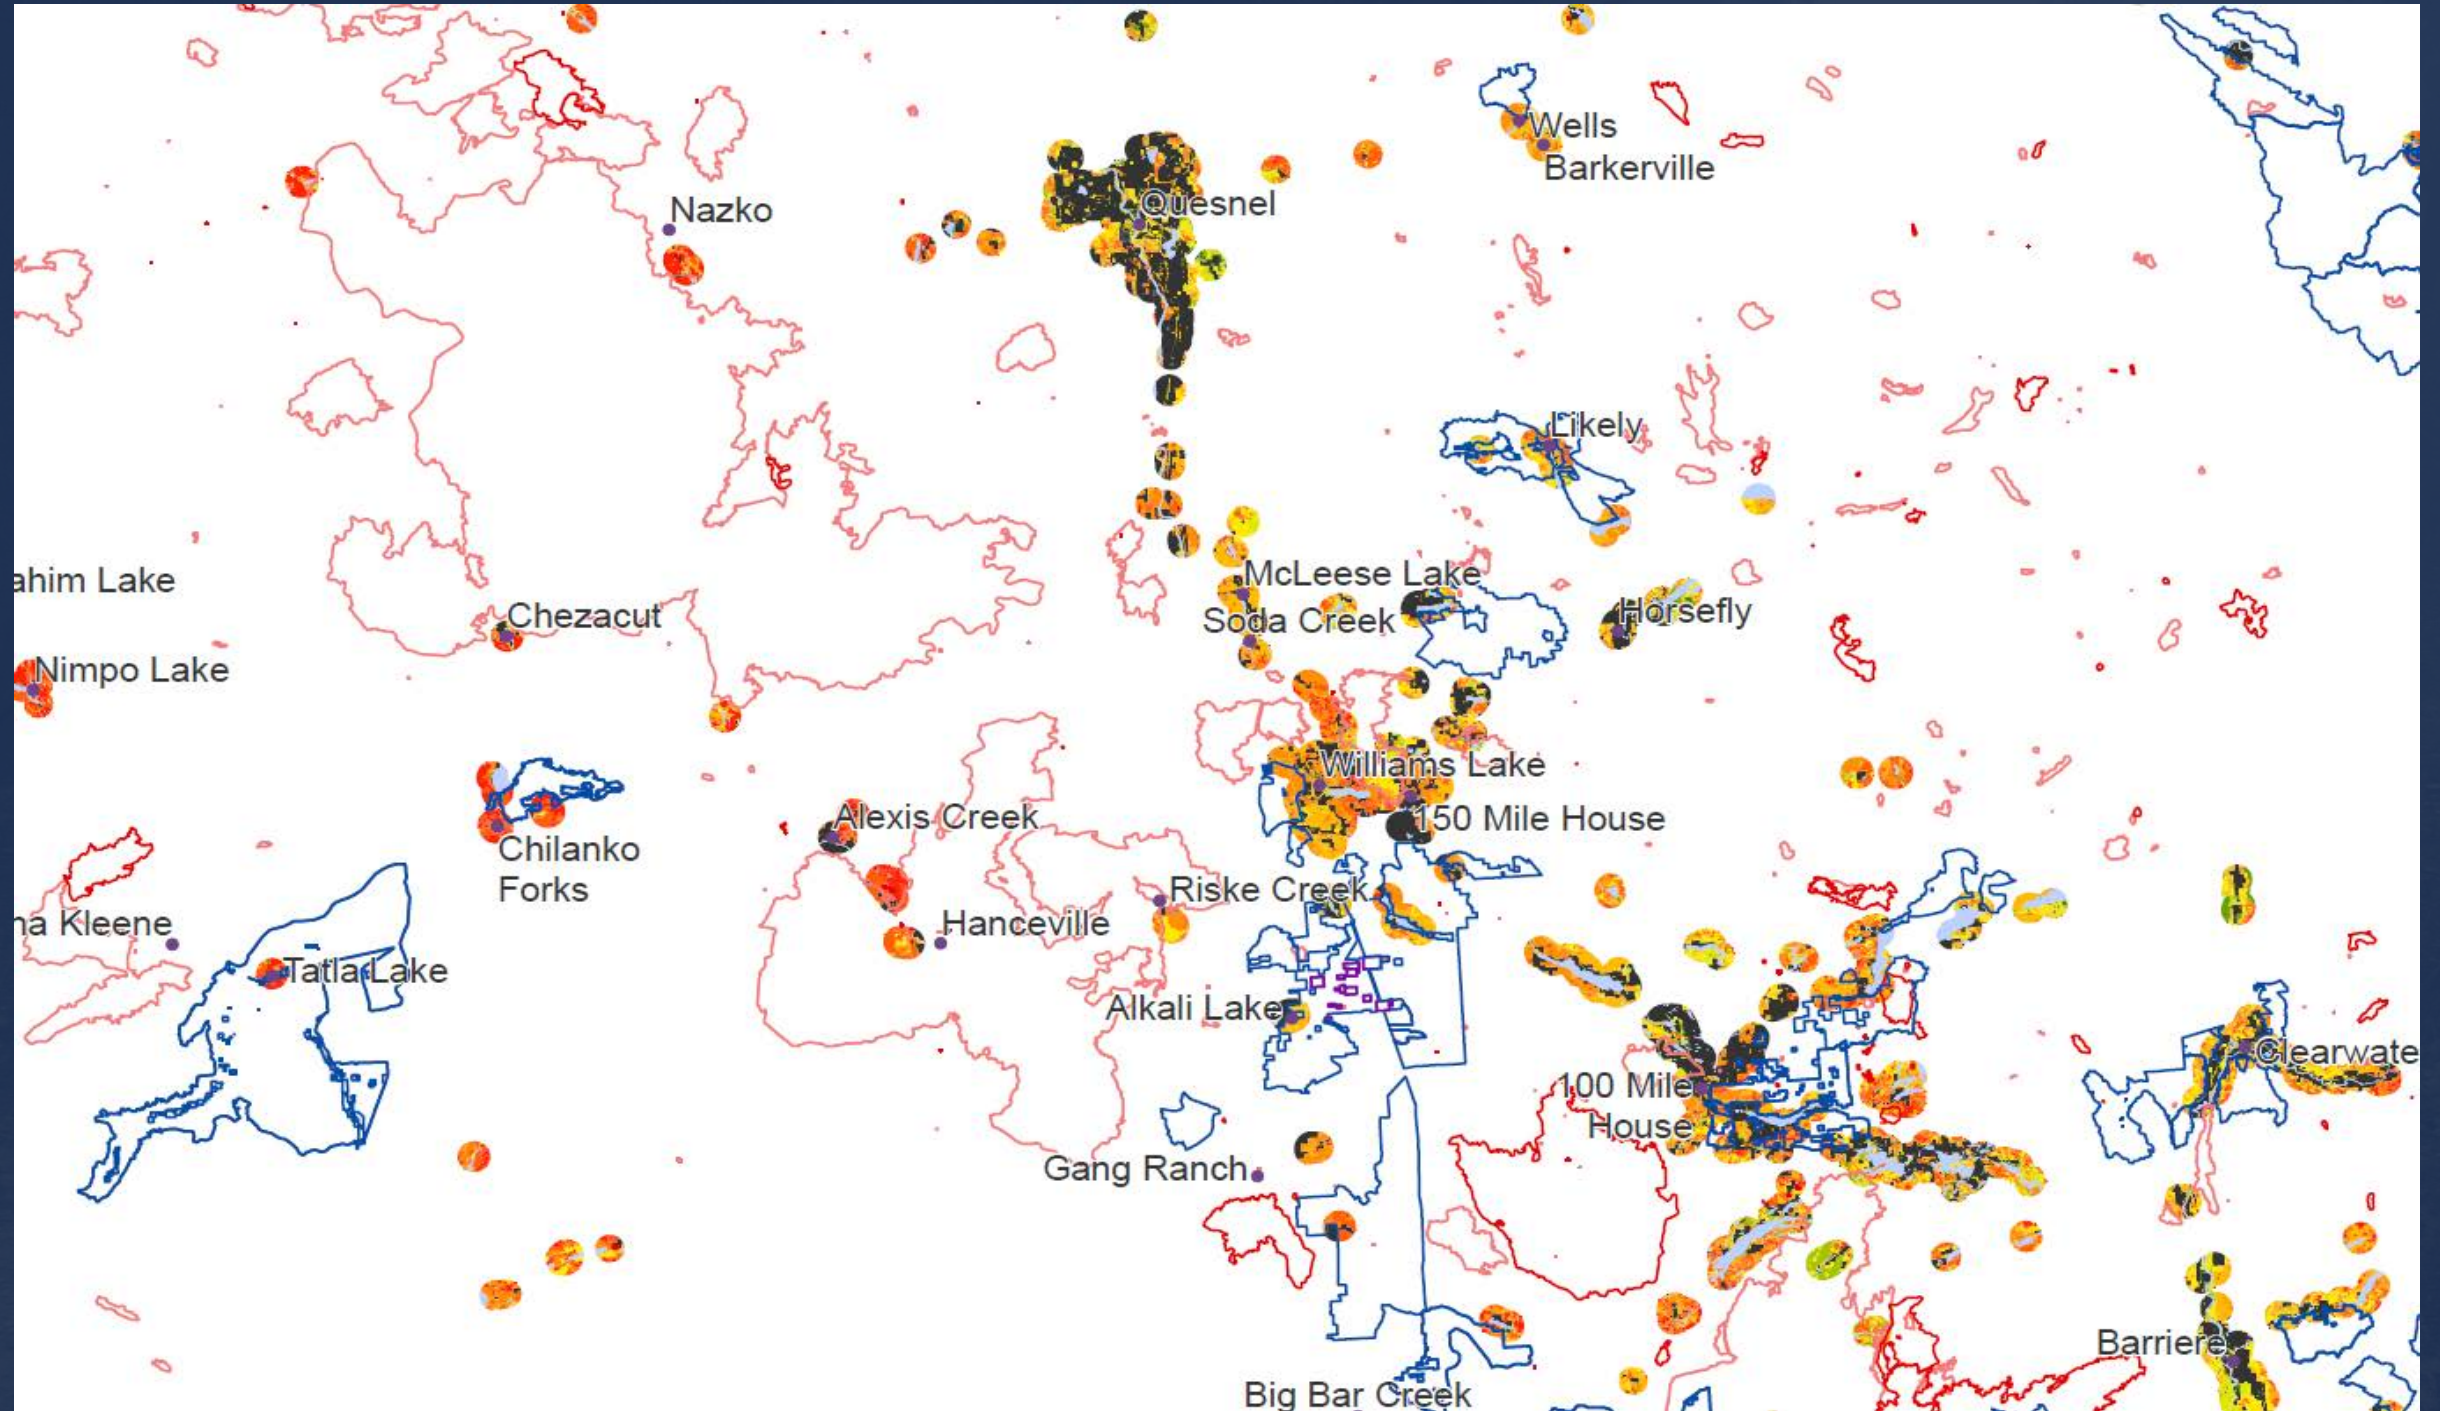 Wells
Barkerville
Nazko
Quesnel
Likely
McLeese Lake
ahim Lake
Soda Creek
Horsefly
Chezacut
Nimpo Lake
Williams Lake
Alexis Creek
150 Mile House
Chilanko
Forks
Riske Creek
na Kleene
Hanceville
Tatla Lake
Alkali Lake
Clearwate
100 Mile
House
Gang Ranch
Barriere
Big Bar Creek